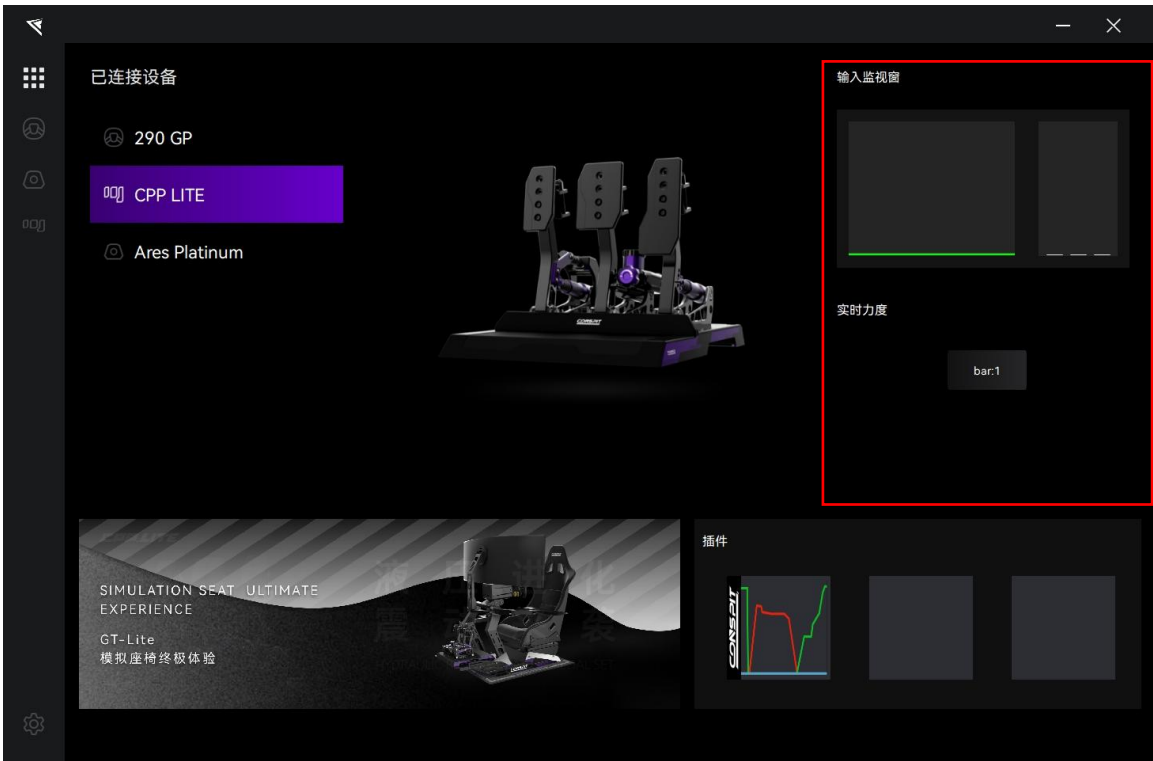 已连接设备
290 GP
CPP LITE
Ares Platinum
CONSPIT
输入监视窗
实时力度
bar:1
SIMULATION SEAT ULTIMATE
EXPERIENCE
GT-Lite
模拟座椅终极体验
插件
CONSPIT